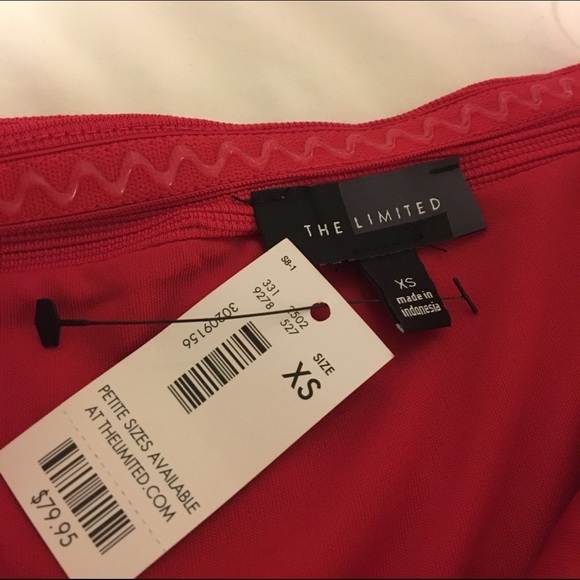 THE LIMITED
XS
made in
indonesia
S8-1
331 2502
9278 527
30209156
SIZE
XS
PETITE SIZES AVAILABLE
AT THELIMITED.COM
$79.95